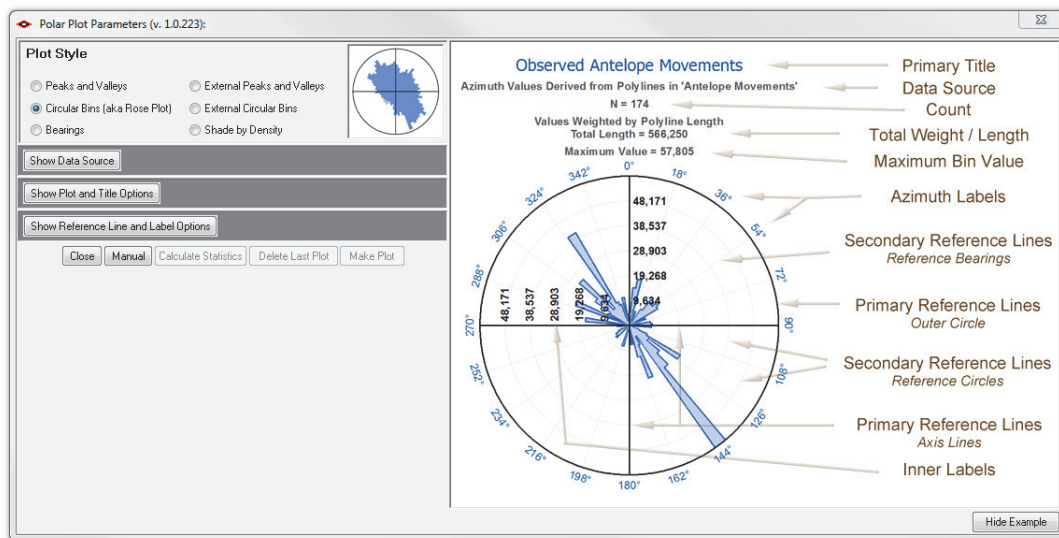 Polar Plot Parameters (v. 1.0.223):
Plot Style
Peaks and Valleys
External Peaks and Valleys
Circular Bins (aka Rose Plot)
External Circular Bins
Bearings
Shade by Density
Show Data Source
Show Plot and Title Options
Show Reference Line and Label Options
Close
Manual
Calculate Statistics
Delete Last Plot
Make Plot
Observed Antelope Movements
Azimuth Values Derived from Polylines in 'Antelope Movements'
N = 174
Values Weighted by Polyline Length
Total Length = 566,250
Maximum Value = 57,805
0°
18°
36°
54°
72°
90°
108°
126°
144°
162°
180°
198°
216°
234°
252°
270°
288°
306°
324°
342°
48,171
38,537
28,903
19,268
9,634
48,171
38,537
28,903
19,268
9,634
Primary Title
Data Source
Count
Total Weight / Length
Maximum Bin Value
Azimuth Labels
Secondary Reference Lines
Reference Bearings
Primary Reference Lines
Outer Circle
Secondary Reference Lines
Reference Circles
Primary Reference Lines
Axis Lines
Inner Labels
Hide Example